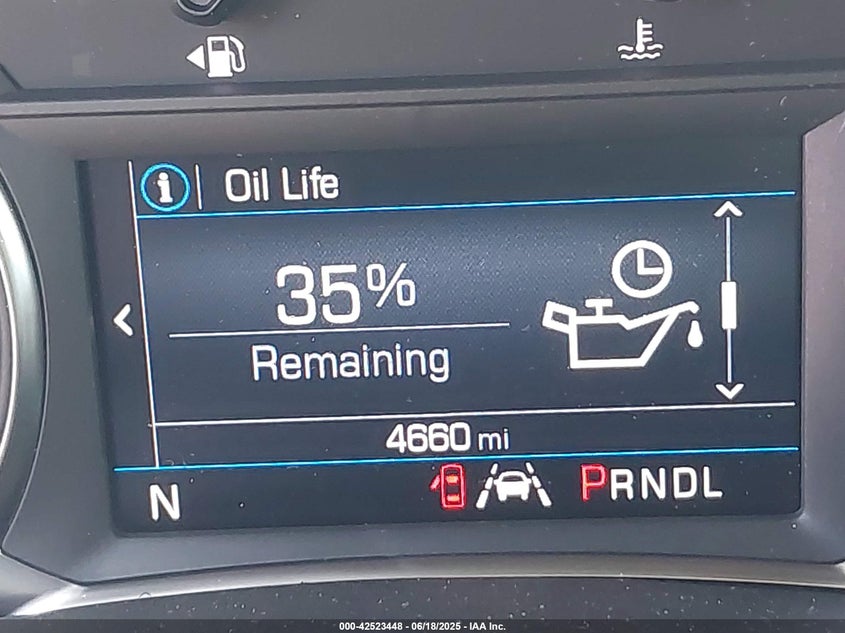 Oil Life
35%
Remaining
4660 mi
N PRNDL
000-42523448 - 06/18/2025 - IAA Inc.